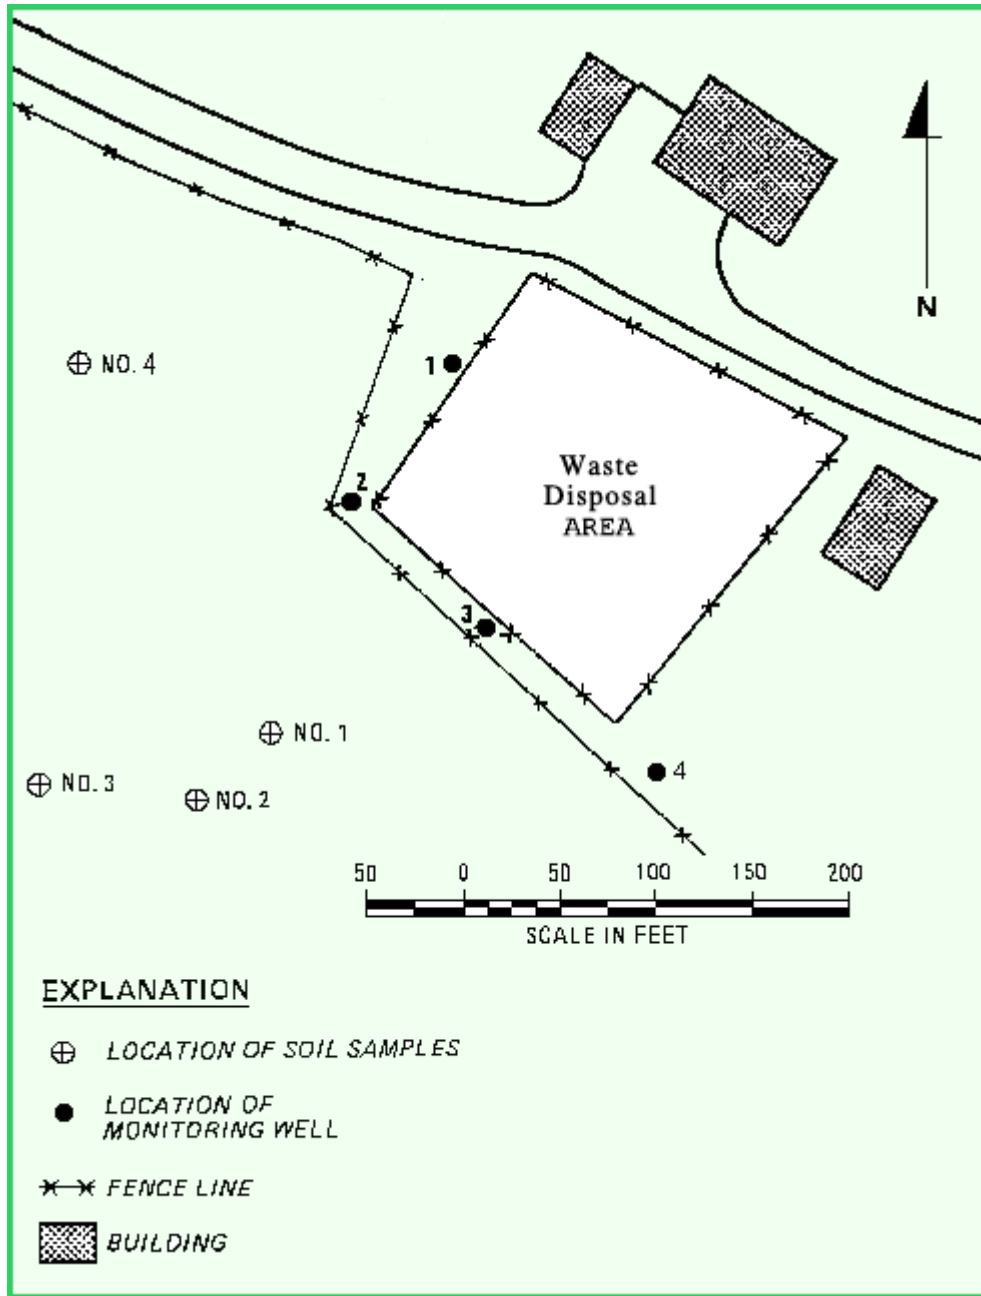 N
NO. 4
1
2
Waste
Disposal
AREA
3
NO. 1
NO. 3
NO. 2
4
50 0 50 100 150 200
SCALE IN FEET
EXPLANATION
LOCATION OF SOIL SAMPLES
LOCATION OF
MONITORING WELL
FENCE LINE
BUILDING